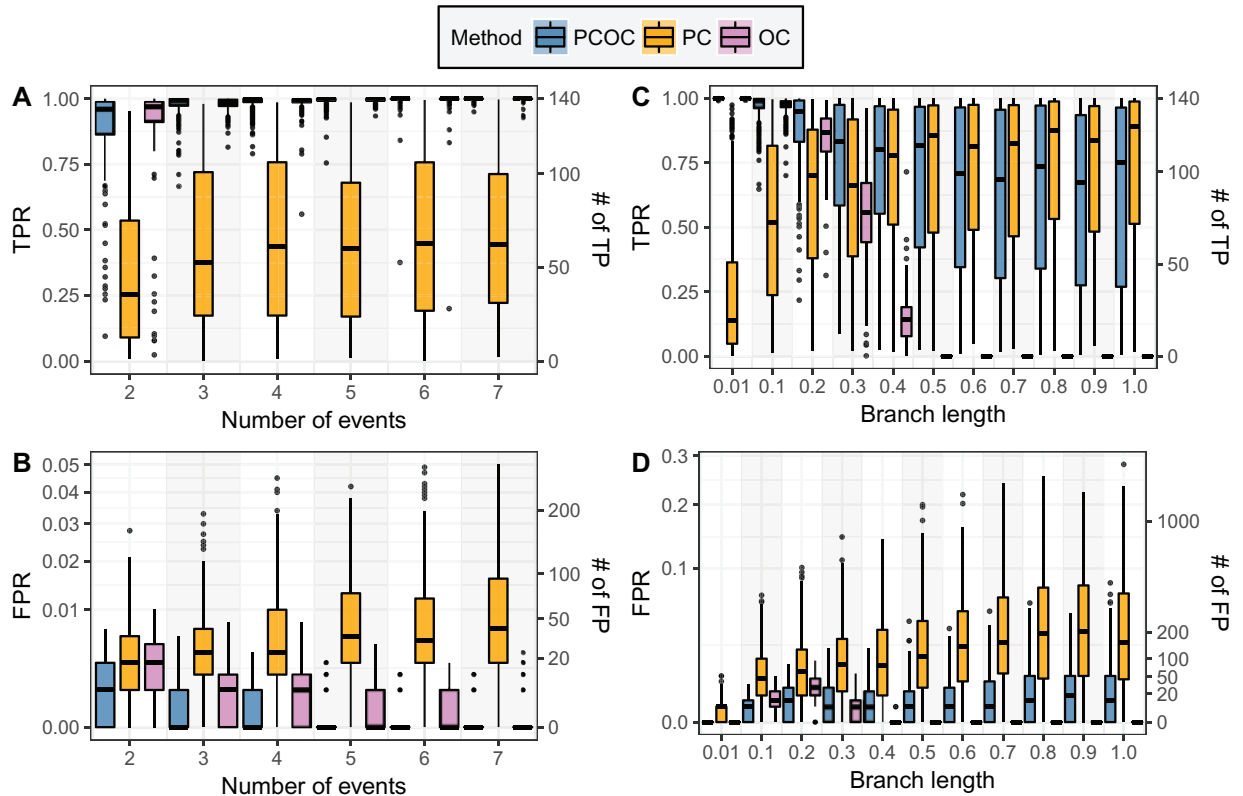 Method PCOC PC OC
A
1.00
0.75
0.50
0.25
0.00
TPR
140
100
50
0
# of TP
2 3 4 5 6 7
Number of events
C
1.00
0.75
0.50
0.25
0.00
TPR
140
100
50
0
# of TP
0.01 0.1 0.2 0.3 0.4 0.5 0.6 0.7 0.8 0.9 1.0
Branch length
B
0.05
0.04
0.03
0.02
0.01
0.00
FPR
200
100
50
20
0
# of FP
2 3 4 5 6 7
Number of events
D
0.3
0.2
0.1
0.0
FPR
1000
200
100
50
20
0
# of FP
0.01 0.1 0.2 0.3 0.4 0.5 0.6 0.7 0.8 0.9 1.0
Branch length